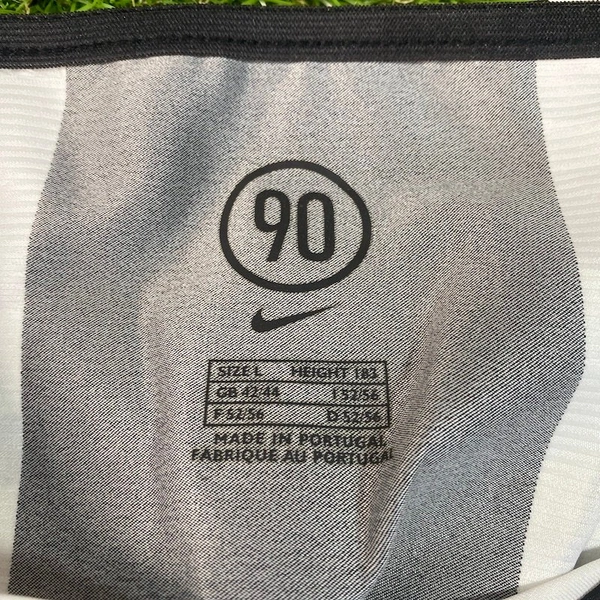 90
SIZE L HEIGHT 183
GB 42/44 I 52/56
F 52/56 D 52/56
MADE IN PORTUGAL
FABRIQUE AU PORTUGAL